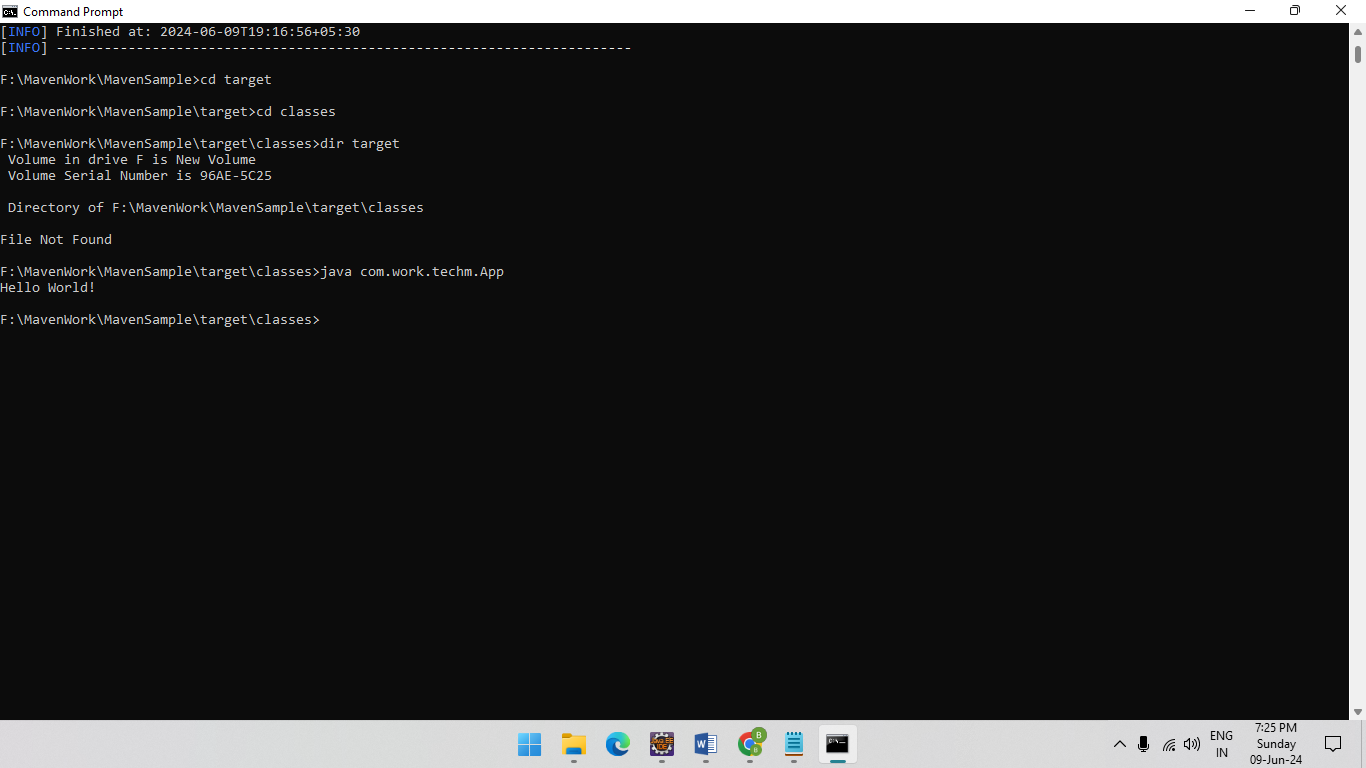 Command Prompt
[INFO] Finished at: 2024-06-09T19:16:56+05:30
[INFO] ------------------------------------------------------------------------
F:\MavenWork\MavenSample>cd target
F:\MavenWork\MavenSample\target>cd classes
F:\MavenWork\MavenSample\target\classes>dir target
Volume in drive F is New Volume
Volume Serial Number is 96AE-5C25
Directory of F:\MavenWork\MavenSample\target\classes
File Not Found
F:\MavenWork\MavenSample\target\classes>java com.work.techm.App
Hello World!
F:\MavenWork\MavenSample\target\classes>
ENG
IN
7:25 PM
Sunday
09-Jun-24